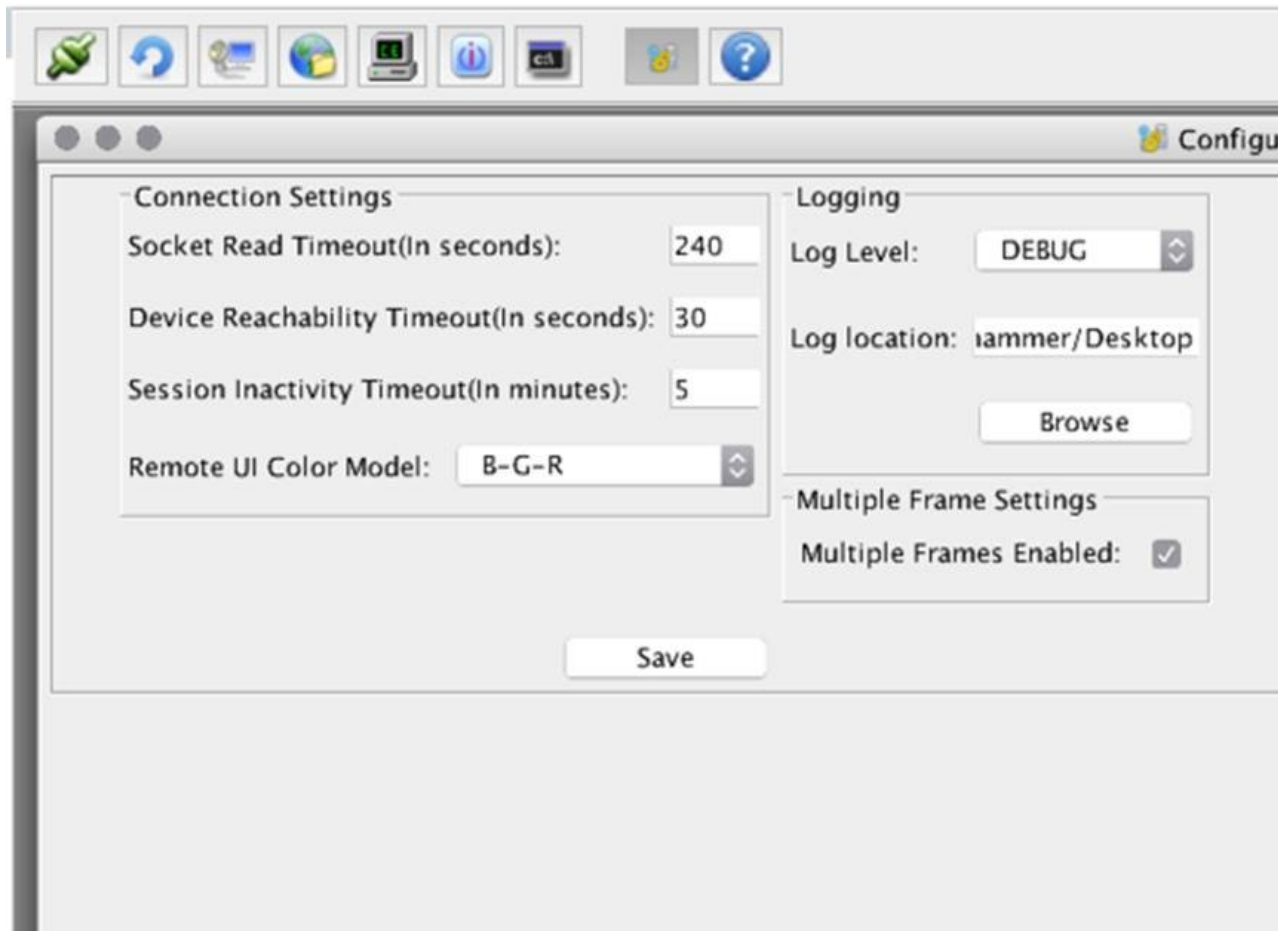 CE
C:\
Configu
Connection Settings
Socket Read Timeout(In seconds): 240
Device Reachability Timeout(In seconds): 30
Session Inactivity Timeout(In minutes): 5
Remote UI Color Model: B-G-R
Logging
Log Level: DEBUG
Log location: hammer/Desktop
Browse
Multiple Frame Settings
Multiple Frames Enabled:
Save